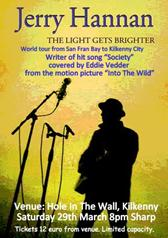 Jerry Hannan
THE LIGHT GETS BRIGHTER
World tour from San Fran Bay to Kilkenny City
Writer of hit song "Society"
covered by Eddie Vedder
from the motion picture "Into The Wild"
Venue: Hole In The Wall, Kilkenny
Saturday 29th March 8pm Sharp
Tickets 12 euro from venue. Limited capacity.